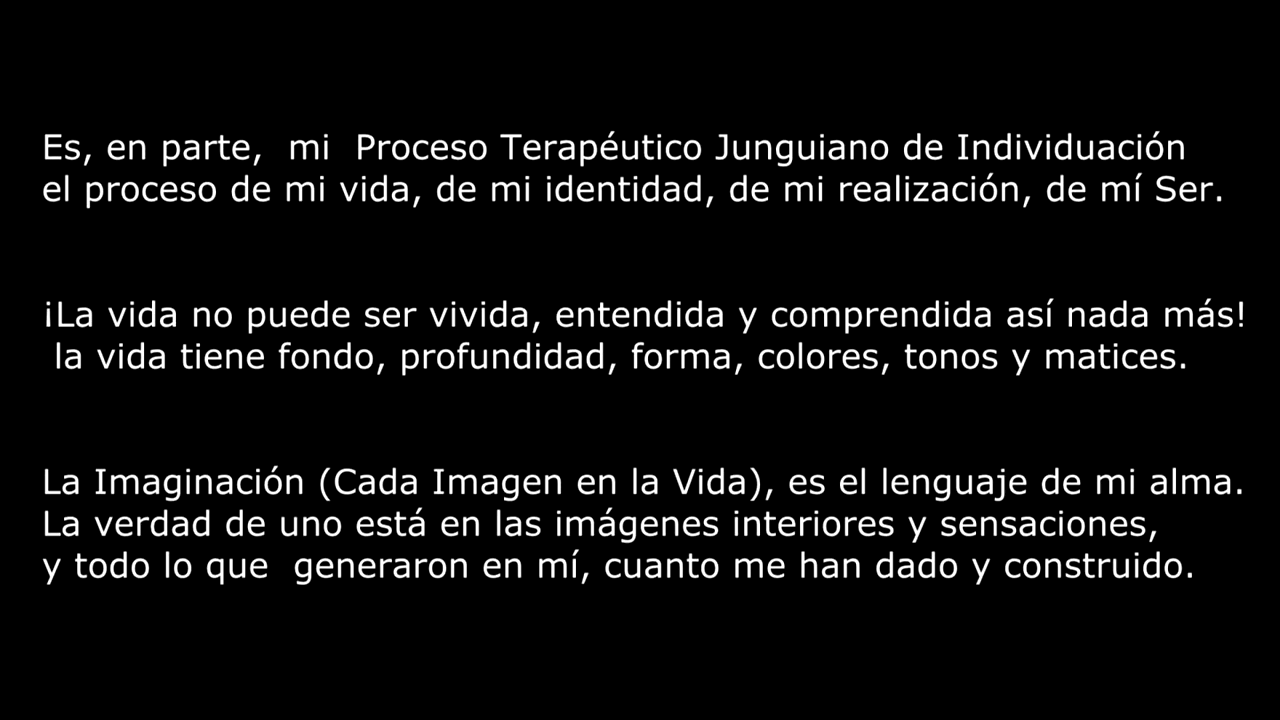 Es, en parte,  mi  Proceso Terapéutico Junguiano de Individuación
el proceso de mi vida, de mi identidad, de mi realización, de mí Ser.
¡La vida no puede ser vivida, entendida y comprendida así nada más!
la vida tiene fondo, profundidad, forma, colores, tonos y matices.
La Imaginación (Cada Imagen en la Vida), es el lenguaje de mi alma.
La verdad de uno está en las imágenes interiores y sensaciones,
y todo lo que  generaron en mí, cuanto me han dado y construido.